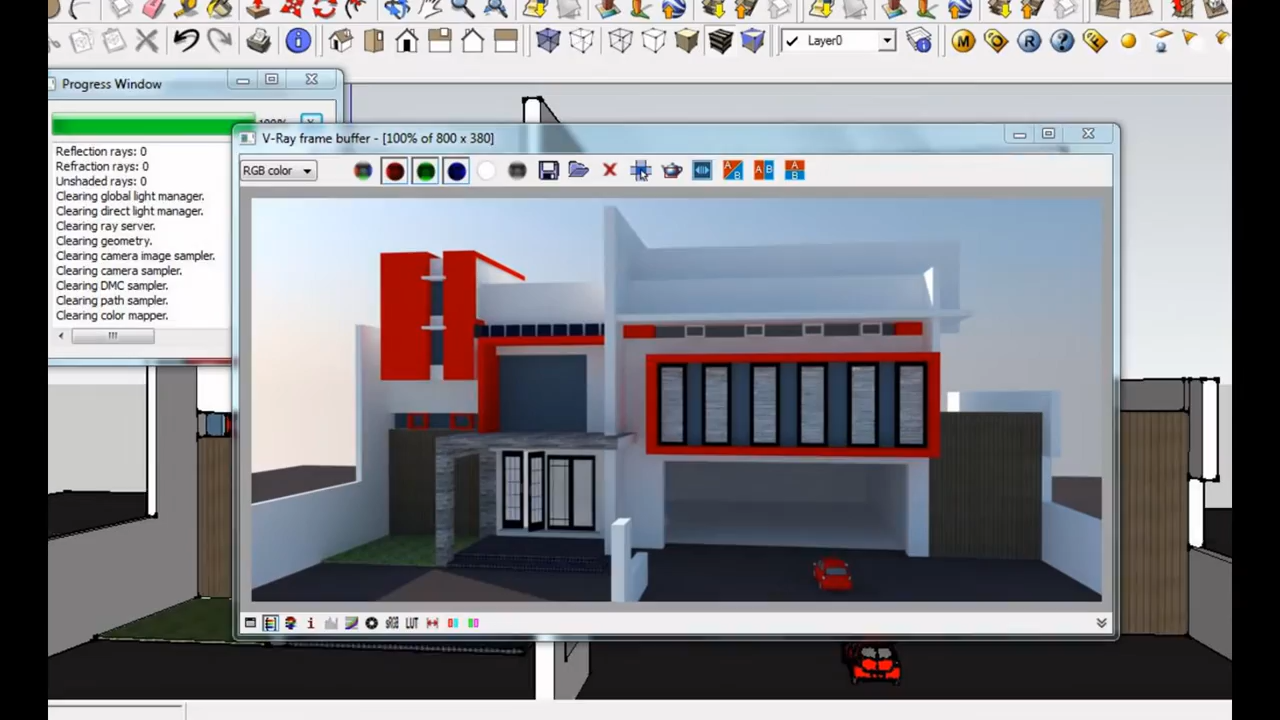 Layer0
M
R
?
Progress Window
100%
Reflection rays: 0
Refraction rays: 0
Unshaded rays: 0
Clearing global light manager.
Clearing direct light manager.
Clearing ray server.
Clearing geometry.
Clearing camera image sampler.
Clearing camera sampler.
Clearing DMC sampler.
Clearing path sampler.
Clearing color mapper.
V-Ray frame buffer - [100% of 800 x 380]
RGB color
A B
A B
A B
i
LUT